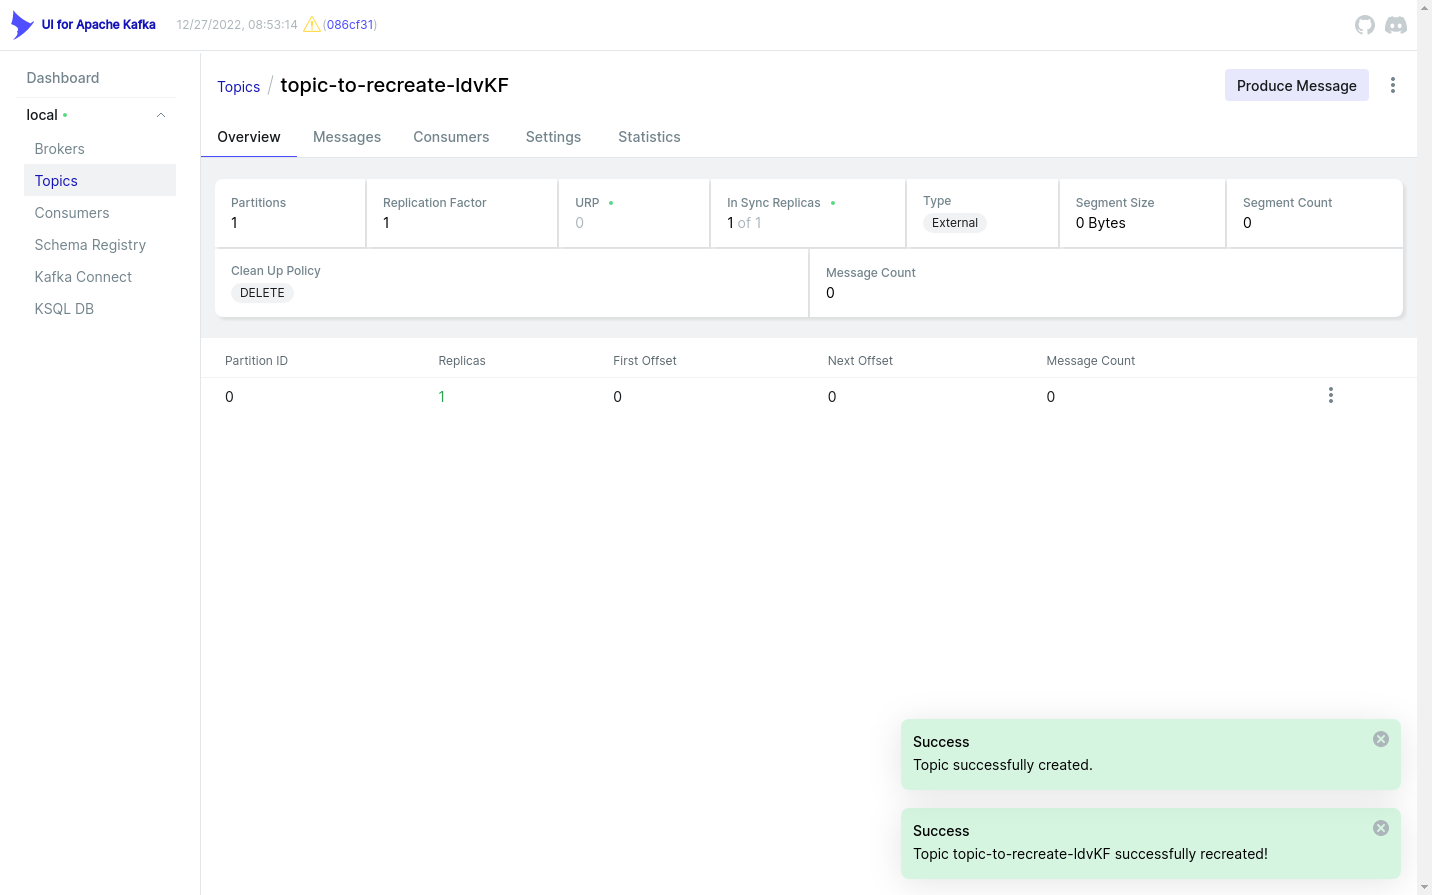 UI for Apache Kafka 12/27/2022, 08:53:14 (086cf31)
Dashboard
local
Brokers
Topics
Consumers
Schema Registry
Kafka Connect
KSQL DB
Topics / topic-to-recreate-ldvKF
Produce Message
Overview Messages Consumers Settings Statistics
Partitions Replication Factor URP In Sync Replicas Type Segment Size Segment Count
1 1 0 1 of 1 External 0 Bytes 0
Clean Up Policy Message Count
DELETE 0
Partition ID Replicas First Offset Next Offset Message Count
0 1 0 0 0
Success
Topic successfully created.
Success
Topic topic-to-recreate-ldvKF successfully recreated!